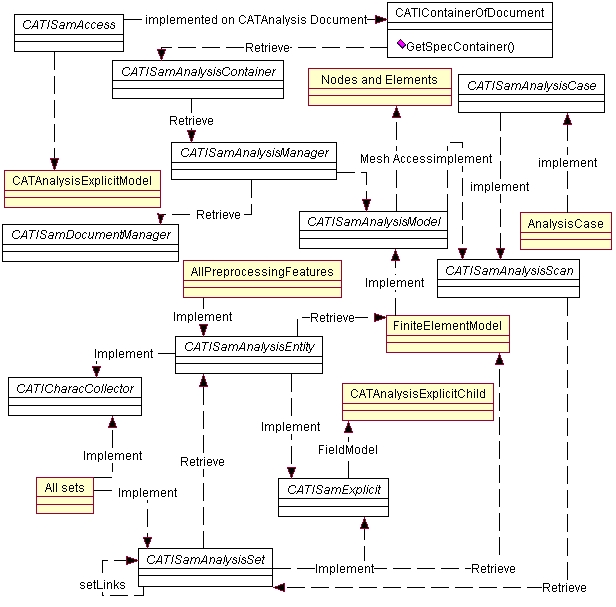 CATISamAccess
implemented on CATAnalysis Document
CATIContainerOfDocument
GetSpecContainer()
Retrieve
CATISamAnalysisContainer
Nodes and Elements
CATISamAnalysisCase
Retrieve
CATISamAnalysisManager
Mesh Access
implement
implement
implement
CATAnalysisExplicitModel
Retrieve
CATISamAnalysisModel
AnalysisCase
CATISamDocumentManager
CATISamAnalysisScan
AllPreprocessingFeatures
Implement
Implement
Retrieve
FiniteElementModel
CATISamAnalysisEntity
Implement
CATICharacCollector
CATAnalysisExplicitChild
Implement
FieldModel
Implement
Retrieve
All sets
Implement
CATISamExplicit
CATISamAnalysisSet
Implement
Retrieve
setLinks
Retrieve